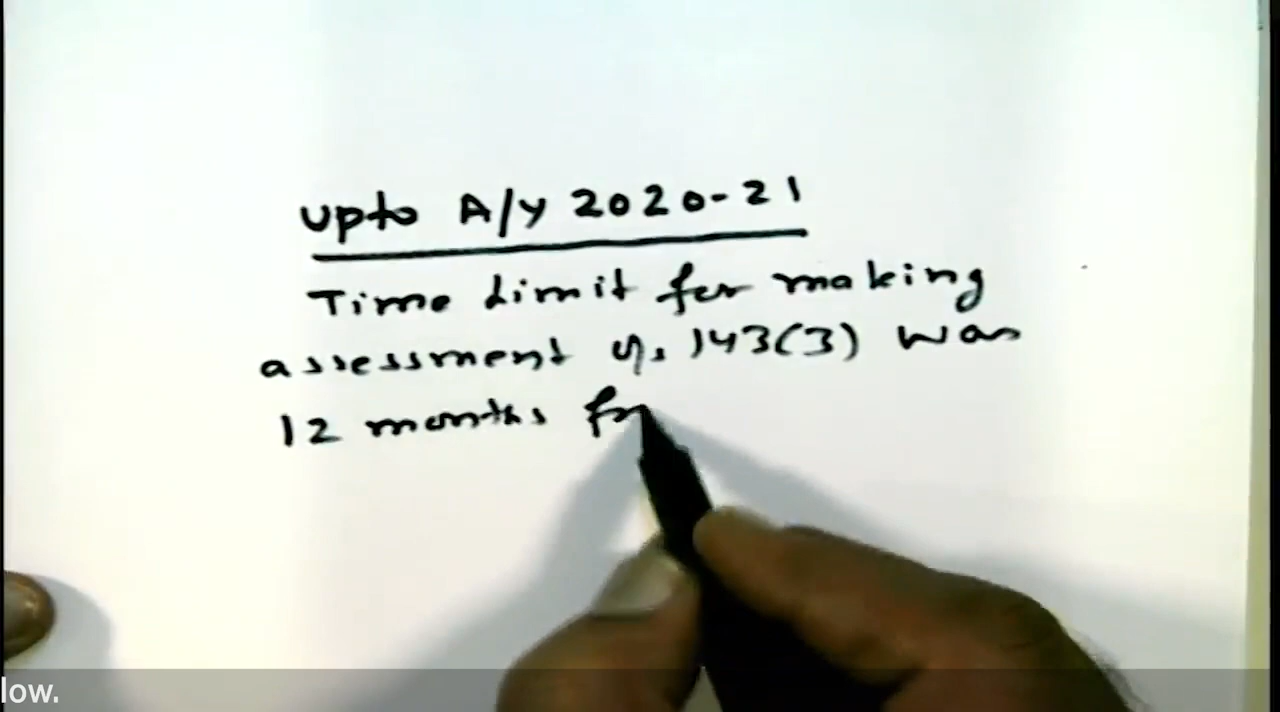 upto A/Y 2020-21
Time Limit for making
assessment u/s 143(3) was
12 months
low.